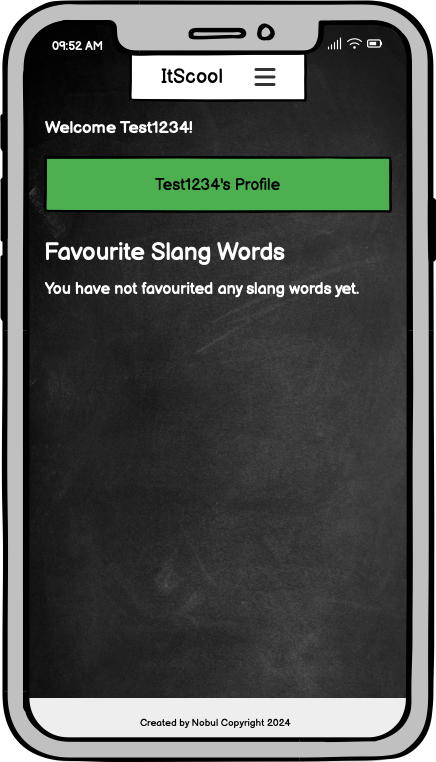 09:52 AM
ItScool
Welcome Test1234!
Test1234's Profile
Favourite Slang Words
You have not favourited any slang words yet.
Created by Nobul Copyright 2024